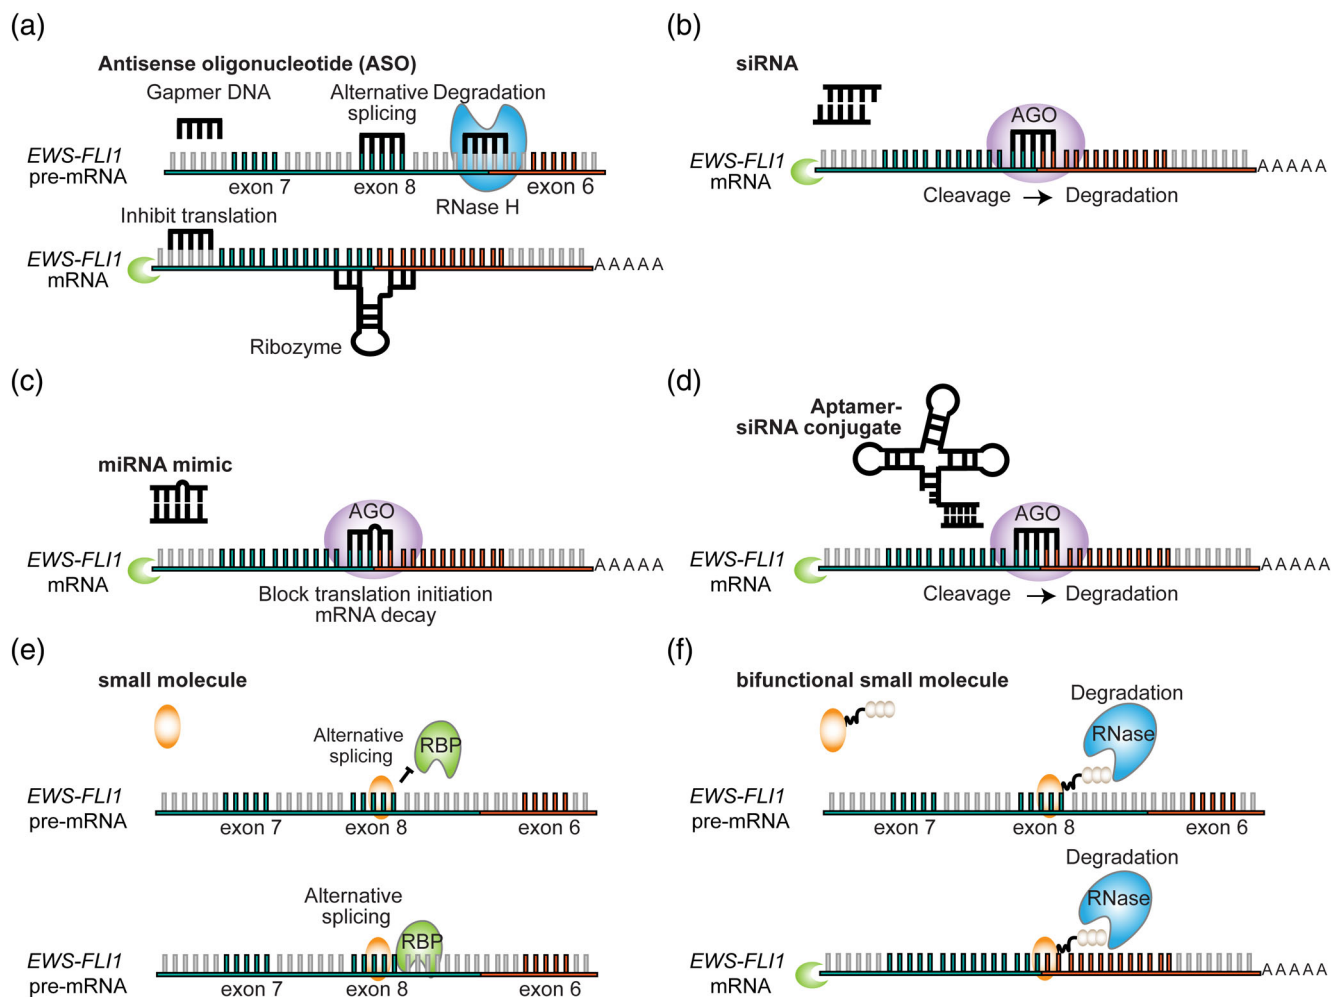 (a)
Antisense oligonucleotide (ASO)
Gapmer DNA
Alternative
splicing
Degradation
EWS-FLI1
pre-mRNA
exon 7
exon 8
exon 6
RNase H
Inhibit translation
EWS-FLI1
mRNA
AAAAA
Ribozyme
(b)
siRNA
AGO
EWS-FLI1
mRNA
AAAAA
Cleavage → Degradation
(c)
miRNA mimic
AGO
EWS-FLI1
mRNA
AAAAA
Block translation initiation
mRNA decay
(d)
Aptamer-
siRNA conjugate
AGO
EWS-FLI1
mRNA
AAAAA
Cleavage → Degradation
(e)
small molecule
Alternative
splicing
RBP
EWS-FLI1
pre-mRNA
exon 7
exon 8
exon 6
Alternative
splicing
RBP
EWS-FLI1
pre-mRNA
exon 7
exon 8
exon 6
(f)
bifunctional small molecule
Degradation
RNase
EWS-FLI1
pre-mRNA
exon 7
exon 8
exon 6
Degradation
RNase
EWS-FLI1
mRNA
AAAAA